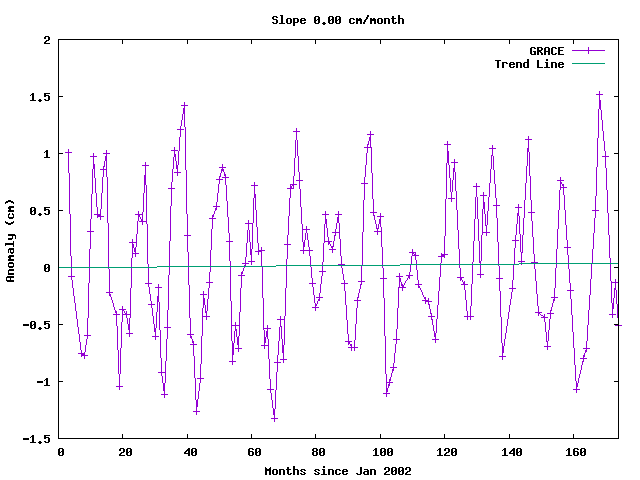 Slope 0.00 cm/month
GRACE
Trend Line
2
1.5
1
0.5
0
-0.5
-1
-1.5
Anomaly (cm)
0 20 40 60 80 100 120 140 160
Months since Jan 2002